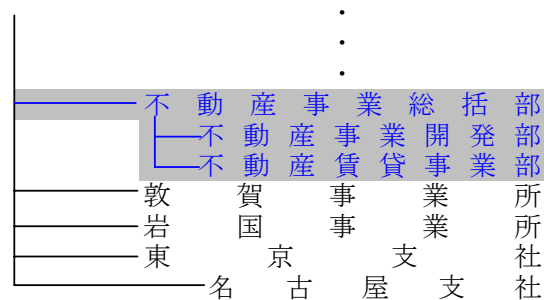 ・
・
・
不動産事業総括部
不動産事業開発部
不動産賃貸事業部
敦賀事業所
岩国事業所
東京支社
名古屋支社